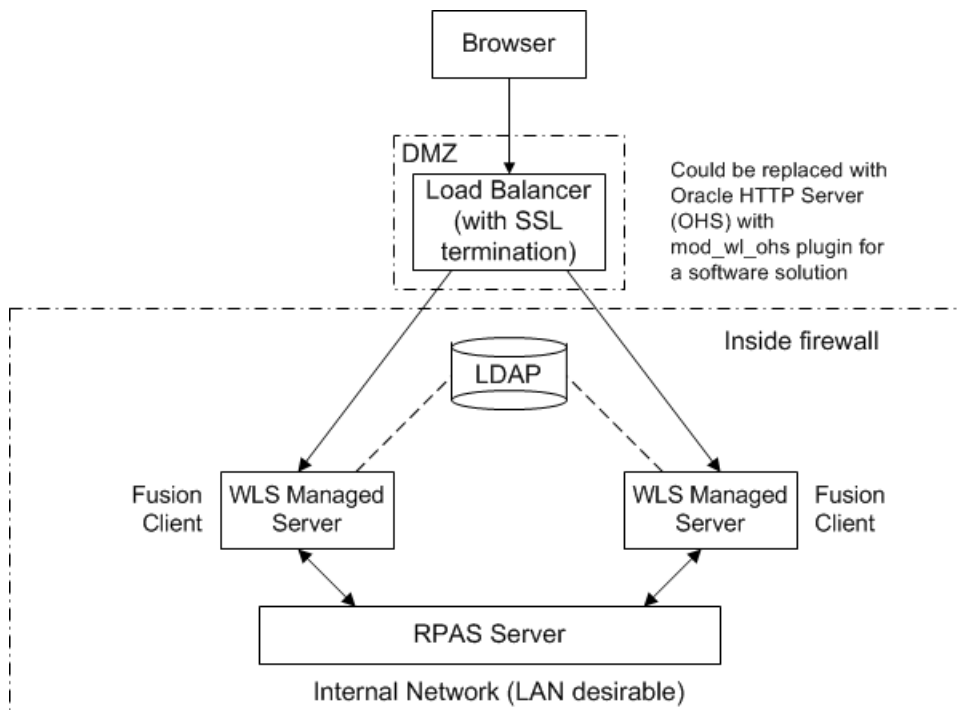 Browser
DMZ
Load Balancer
(with SSL
termination)
Could be replaced with
Oracle HTTP Server
(OHS) with
mod_wl_ohs plugin for
a software solution
Inside firewall
LDAP
Fusion
Client
WLS Managed
Server
WLS Managed
Server
Fusion
Client
RPAS Server
Internal Network (LAN desirable)